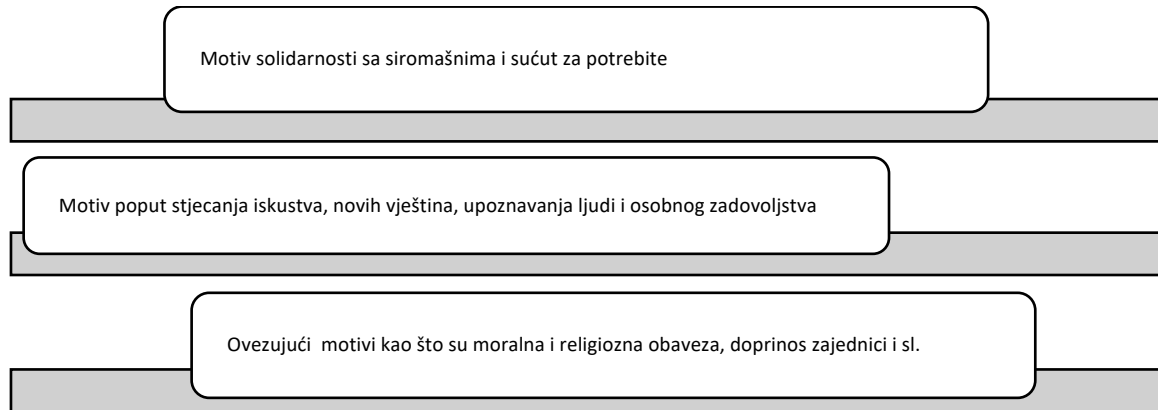 Motiv solidarnosti sa siromašnima i sućut za potrebite
Motiv poput stjecanja iskustva, novih vještina, upoznavanja ljudi i osobnog zadovoljstva
Ovezujući  motivi kao što su moralna i religiozna obaveza, doprinos zajednici i sl.